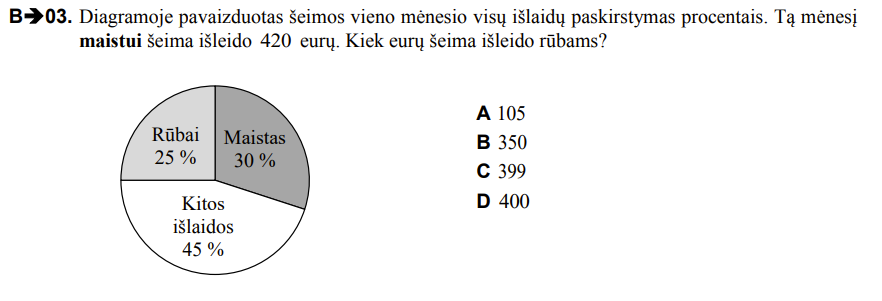 B➔03. Diagramoje pavaizduotas šeimos vieno mėnesio visų išlaidų paskirstymas procentais. Tą mėnesį
maistui šeima išleido 420 eurų. Kiek eurų šeima išleido rūbams?
Rūbai
25 %
Maistas
30 %
Kitos
išlaidos
45 %
A 105
B 350
C 399
D 400